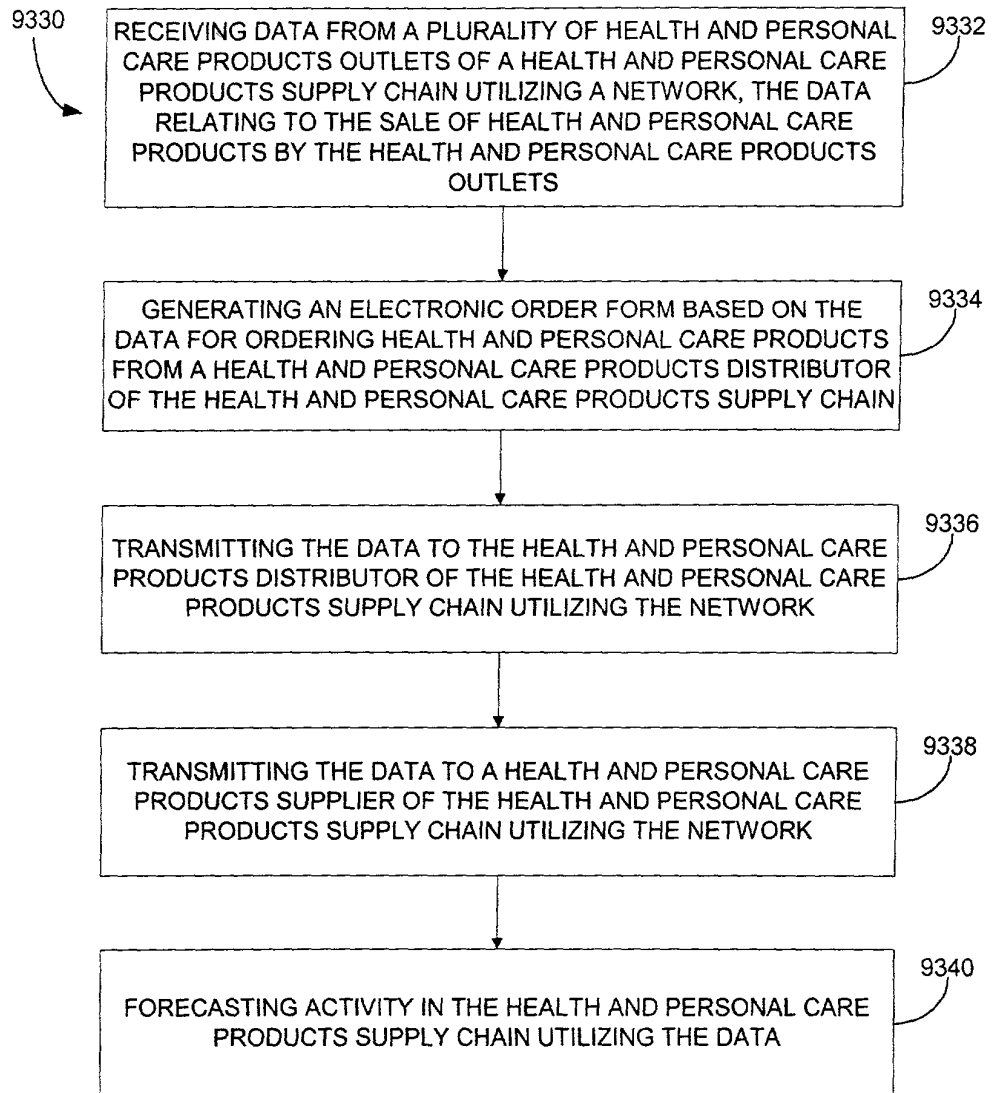 9330
RECEIVING DATA FROM A PLURALITY OF HEALTH AND PERSONAL
CARE PRODUCTS OUTLETS OF A HEALTH AND PERSONAL CARE
PRODUCTS SUPPLY CHAIN UTILIZING A NETWORK, THE DATA
RELATING TO THE SALE OF HEALTH AND PERSONAL CARE
PRODUCTS BY THE HEALTH AND PERSONAL CARE PRODUCTS
OUTLETS
9332
GENERATING AN ELECTRONIC ORDER FORM BASED ON THE
DATA FOR ORDERING HEALTH AND PERSONAL CARE PRODUCTS
FROM A HEALTH AND PERSONAL CARE PRODUCTS DISTRIBUTOR
OF THE HEALTH AND PERSONAL CARE PRODUCTS SUPPLY CHAIN
9334
TRANSMITTING THE DATA TO THE HEALTH AND PERSONAL CARE
PRODUCTS DISTRIBUTOR OF THE HEALTH AND PERSONAL CARE
PRODUCTS SUPPLY CHAIN UTILIZING THE NETWORK
9336
TRANSMITTING THE DATA TO A HEALTH AND PERSONAL CARE
PRODUCTS SUPPLIER OF THE HEALTH AND PERSONAL CARE
PRODUCTS SUPPLY CHAIN UTILIZING THE NETWORK
9338
FORECASTING ACTIVITY IN THE HEALTH AND PERSONAL CARE
PRODUCTS SUPPLY CHAIN UTILIZING THE DATA
9340